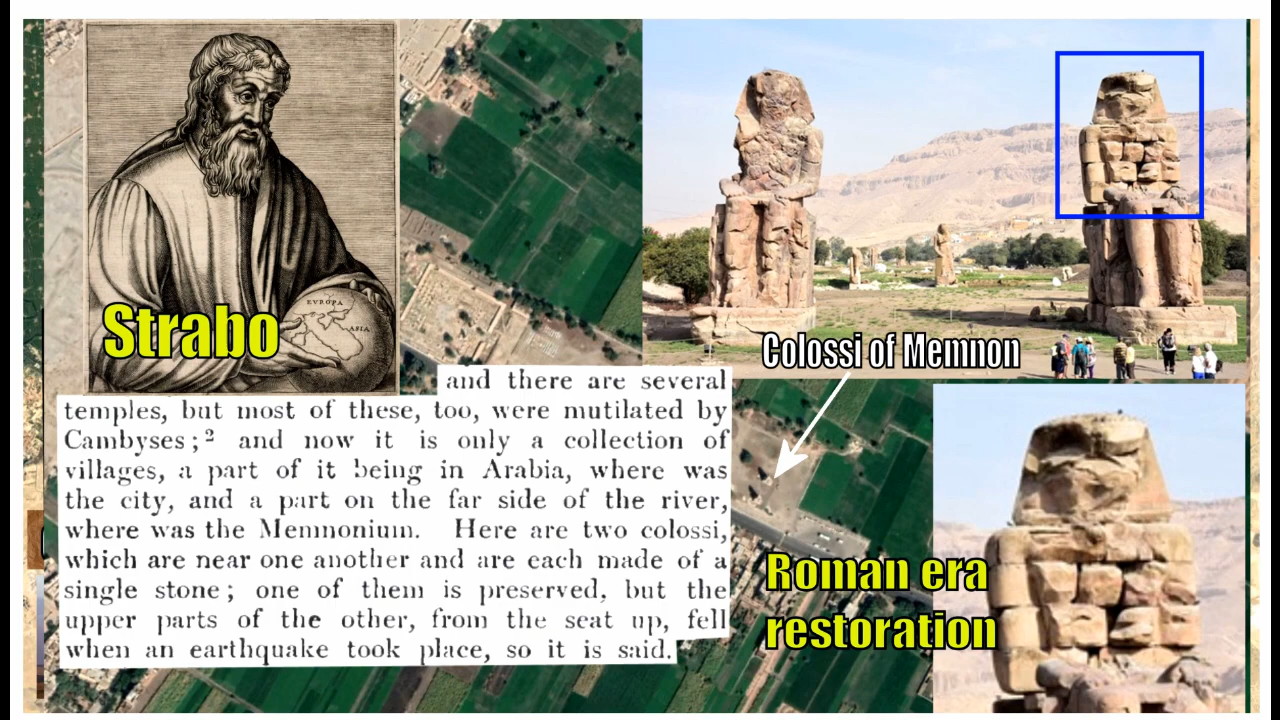 EVROPA
ASIA
Strabo
and there are several
temples, but most of these, too, were mutilated by
Cambyses;² and now it is only a collection of
villages, a part of it being in Arabia, where was
the city, and a part on the far side of the river,
where was the Memnonium. Here are two colossi,
which are near one another and are each made of a
single stone; one of them is preserved, but the
upper parts of the other, from the seat up, fell
when an earthquake took place, so it is said.
Colossi of Memnon
Roman era
restoration